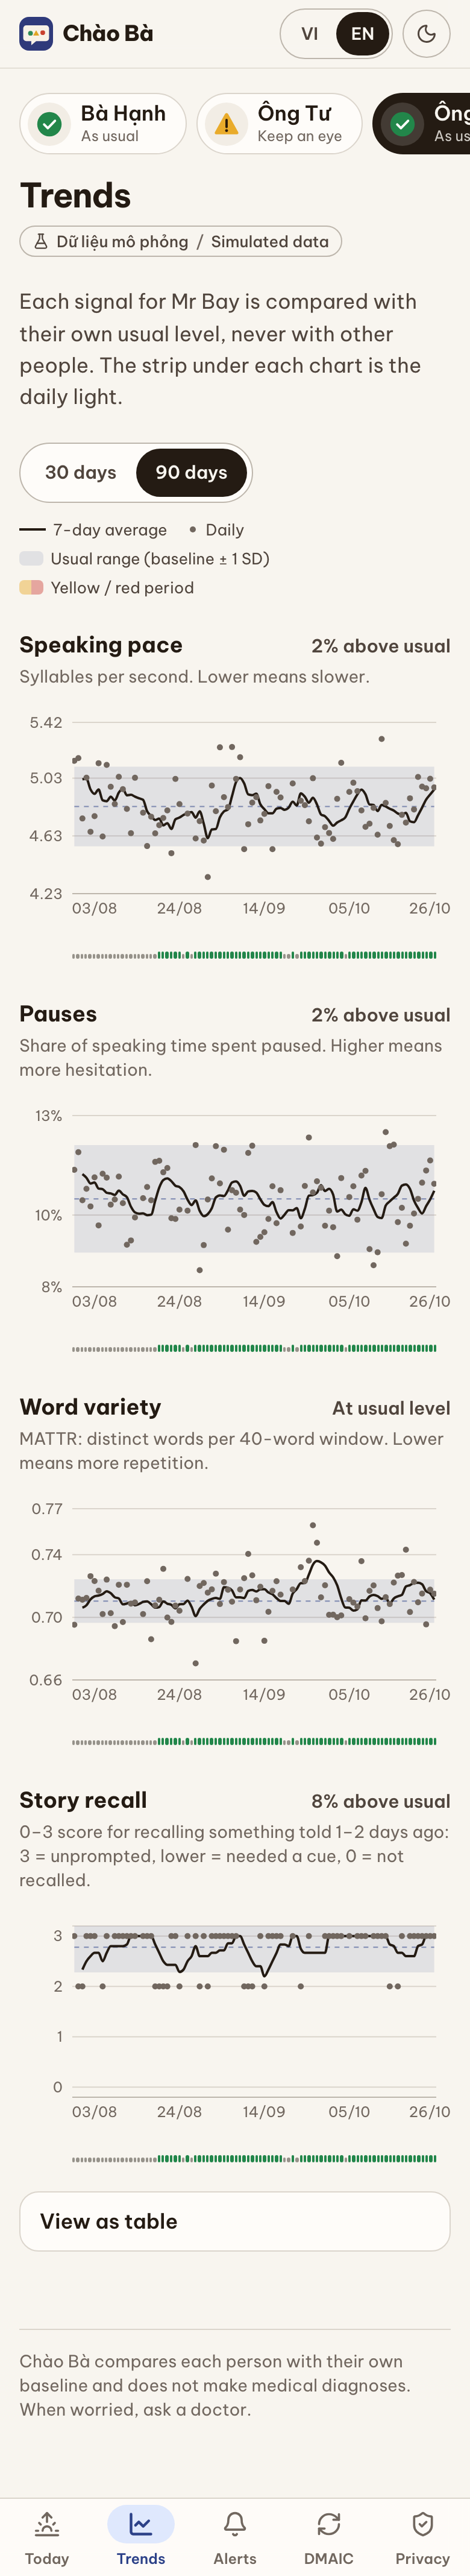 Chào Bà
VI EN
Bà Hạnh
As usual
Ông Tư
Keep an eye
Ông
As us
Trends
Dữ liệu mô phỏng / Simulated data
Each signal for Mr Bay is compared with
their own usual level, never with other
people. The strip under each chart is the
daily light.
30 days 90 days
7-day average Daily
Usual range (baseline ± 1 SD)
Yellow / red period
Speaking pace 2% above usual
Syllables per second. Lower means slower.
5.42
5.03
4.63
4.23
03/08 24/08 14/09 05/10 26/10
Pauses 2% above usual
Share of speaking time spent paused. Higher means
more hesitation.
13%
10%
8%
03/08 24/08 14/09 05/10 26/10
Word variety At usual level
MATTR: distinct words per 40-word window. Lower
means more repetition.
0.77
0.74
0.70
0.66
03/08 24/08 14/09 05/10 26/10
Story recall 8% above usual
0–3 score for recalling something told 1–2 days ago:
3 = unprompted, lower = needed a cue, 0 = not
recalled.
3
2
1
0
03/08 24/08 14/09 05/10 26/10
View as table
Chào Bà compares each person with their own
baseline and does not make medical diagnoses.
When worried, ask a doctor.
Today Trends Alerts DMAIC Privacy